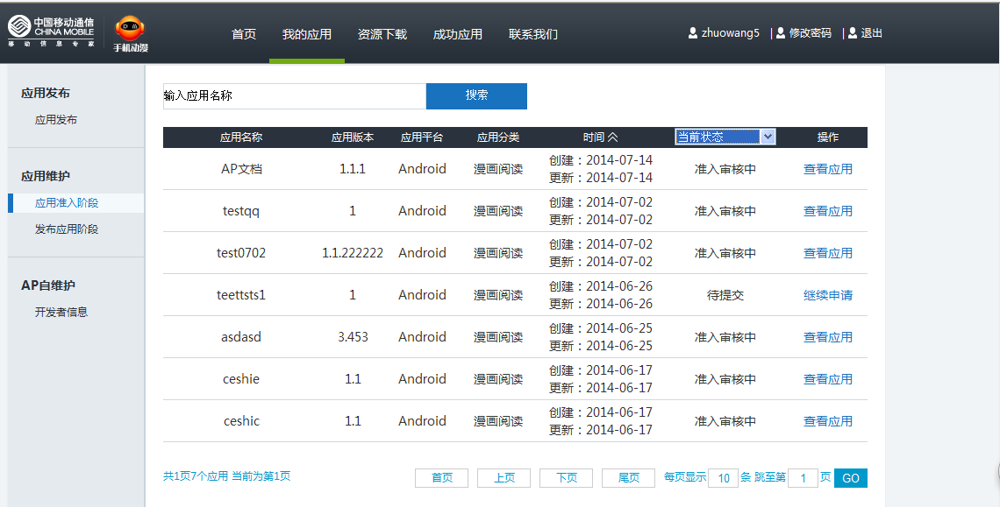 中国移动通信
CHINA MOBILE
移动信息专家
手机动漫
首页 我的应用 资源下载 成功应用 联系我们
zhuowang5 | 修改密码 | 退出
应用发布
应用发布
应用维护
应用准入阶段
发布应用阶段
AP自维护
开发者信息
输入应用名称 搜索
应用名称 应用版本 应用平台 应用分类 时间 当前状态 操作
AP文档 1.1.1 Android 漫画阅读 创建：2014-07-14 准入审核中 查看应用
更新：2014-07-14
testqq 1 Android 漫画阅读 创建：2014-07-02 准入审核中 查看应用
更新：2014-07-02
test0702 1.1.222222 Android 漫画阅读 创建：2014-07-02 准入审核中 查看应用
更新：2014-07-02
teettsts1 1 Android 漫画阅读 创建：2014-06-26 待提交 继续申请
更新：2014-06-26
asdasd 3.453 Android 漫画阅读 创建：2014-06-25 准入审核中 查看应用
更新：2014-06-25
ceshie 1.1 Android 漫画阅读 创建：2014-06-17 准入审核中 查看应用
更新：2014-06-17
ceshic 1.1 Android 漫画阅读 创建：2014-06-17 准入审核中 查看应用
更新：2014-06-17
共1页7个应用 当前为第1页 首页 上页 下页 尾页 每页显示 10 条 跳至第 1 页 GO